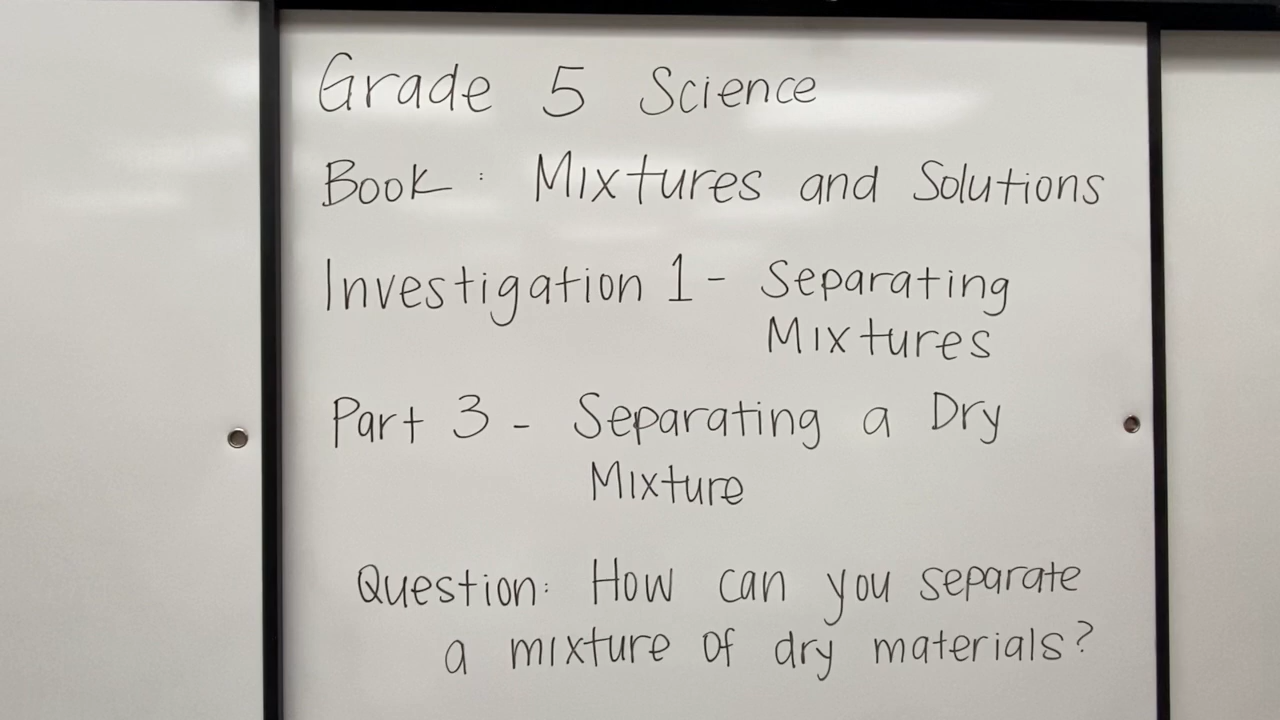 Grade 5 Science
Book: Mixtures and Solutions
Investigation 1 - Separating
Mixtures
Part 3 - Separating a Dry
Mixture
Question: How can you separate
a mixture of dry materials?